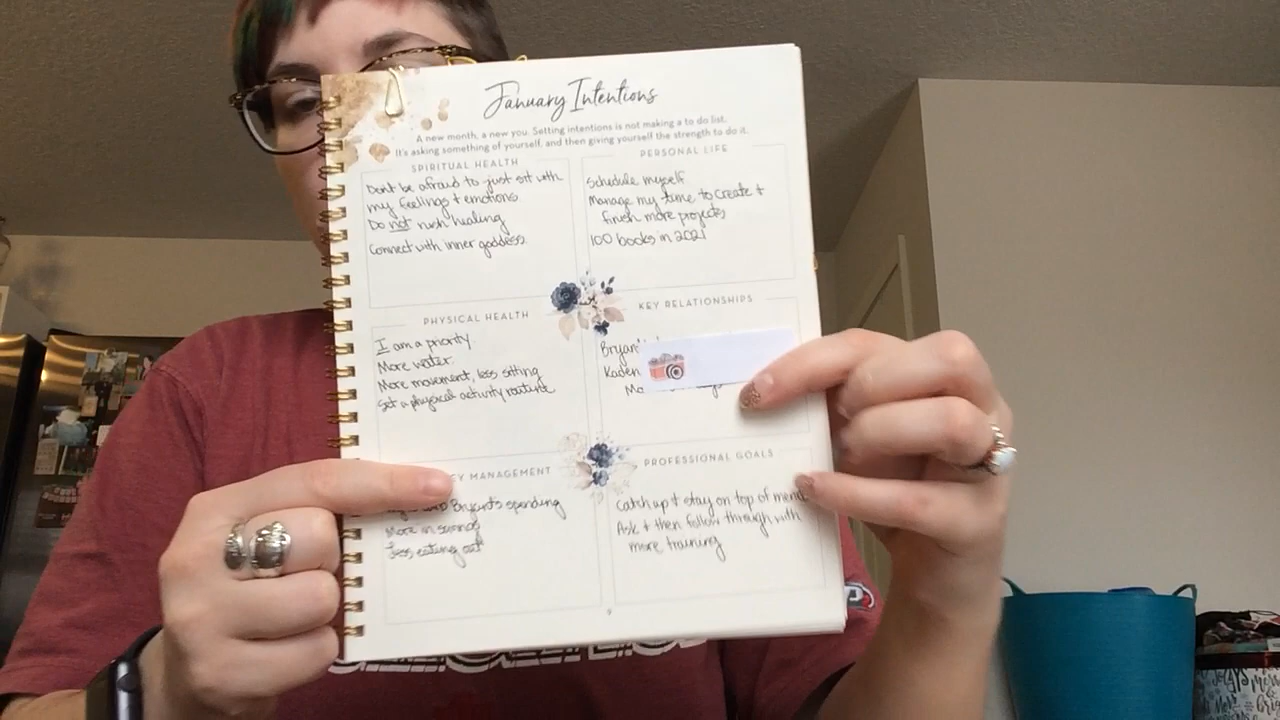 January Intentions
A new month, a new you. Setting intentions is not making a to do list.
It's asking something of yourself, and then giving yourself the strength to do it.
SPIRITUAL HEALTH
Don't be afraid to just sit with
my feelings + emotions
Do not rush healing
Connect with inner goddess
PERSONAL LIFE
Schedule myself
Manage my time to create +
finish more projects
100 books in 2021
PHYSICAL HEALTH
I am a priority.
More water.
More movement, less sitting
Set a physical activity routine
KEY RELATIONSHIPS
Bryan
Kaden
MANAGEMENT
Bryant's spending
More in savings
Less eating out
PROFESSIONAL GOALS
Catch up + stay on top of
Ask + then follow through with
more training
9